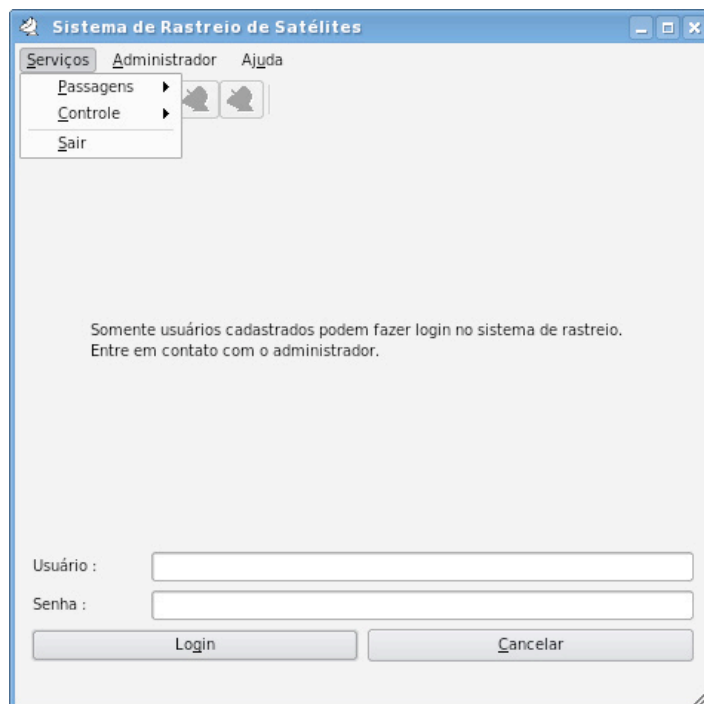 Sistema de Rastreio de Satélites
Serviços Administrador Ajuda
Passagens
Controle
Sair
Somente usuários cadastrados podem fazer login no sistema de rastreio.
Entre em contato com o administrador.
Usuário :
Senha :
Login Cancelar